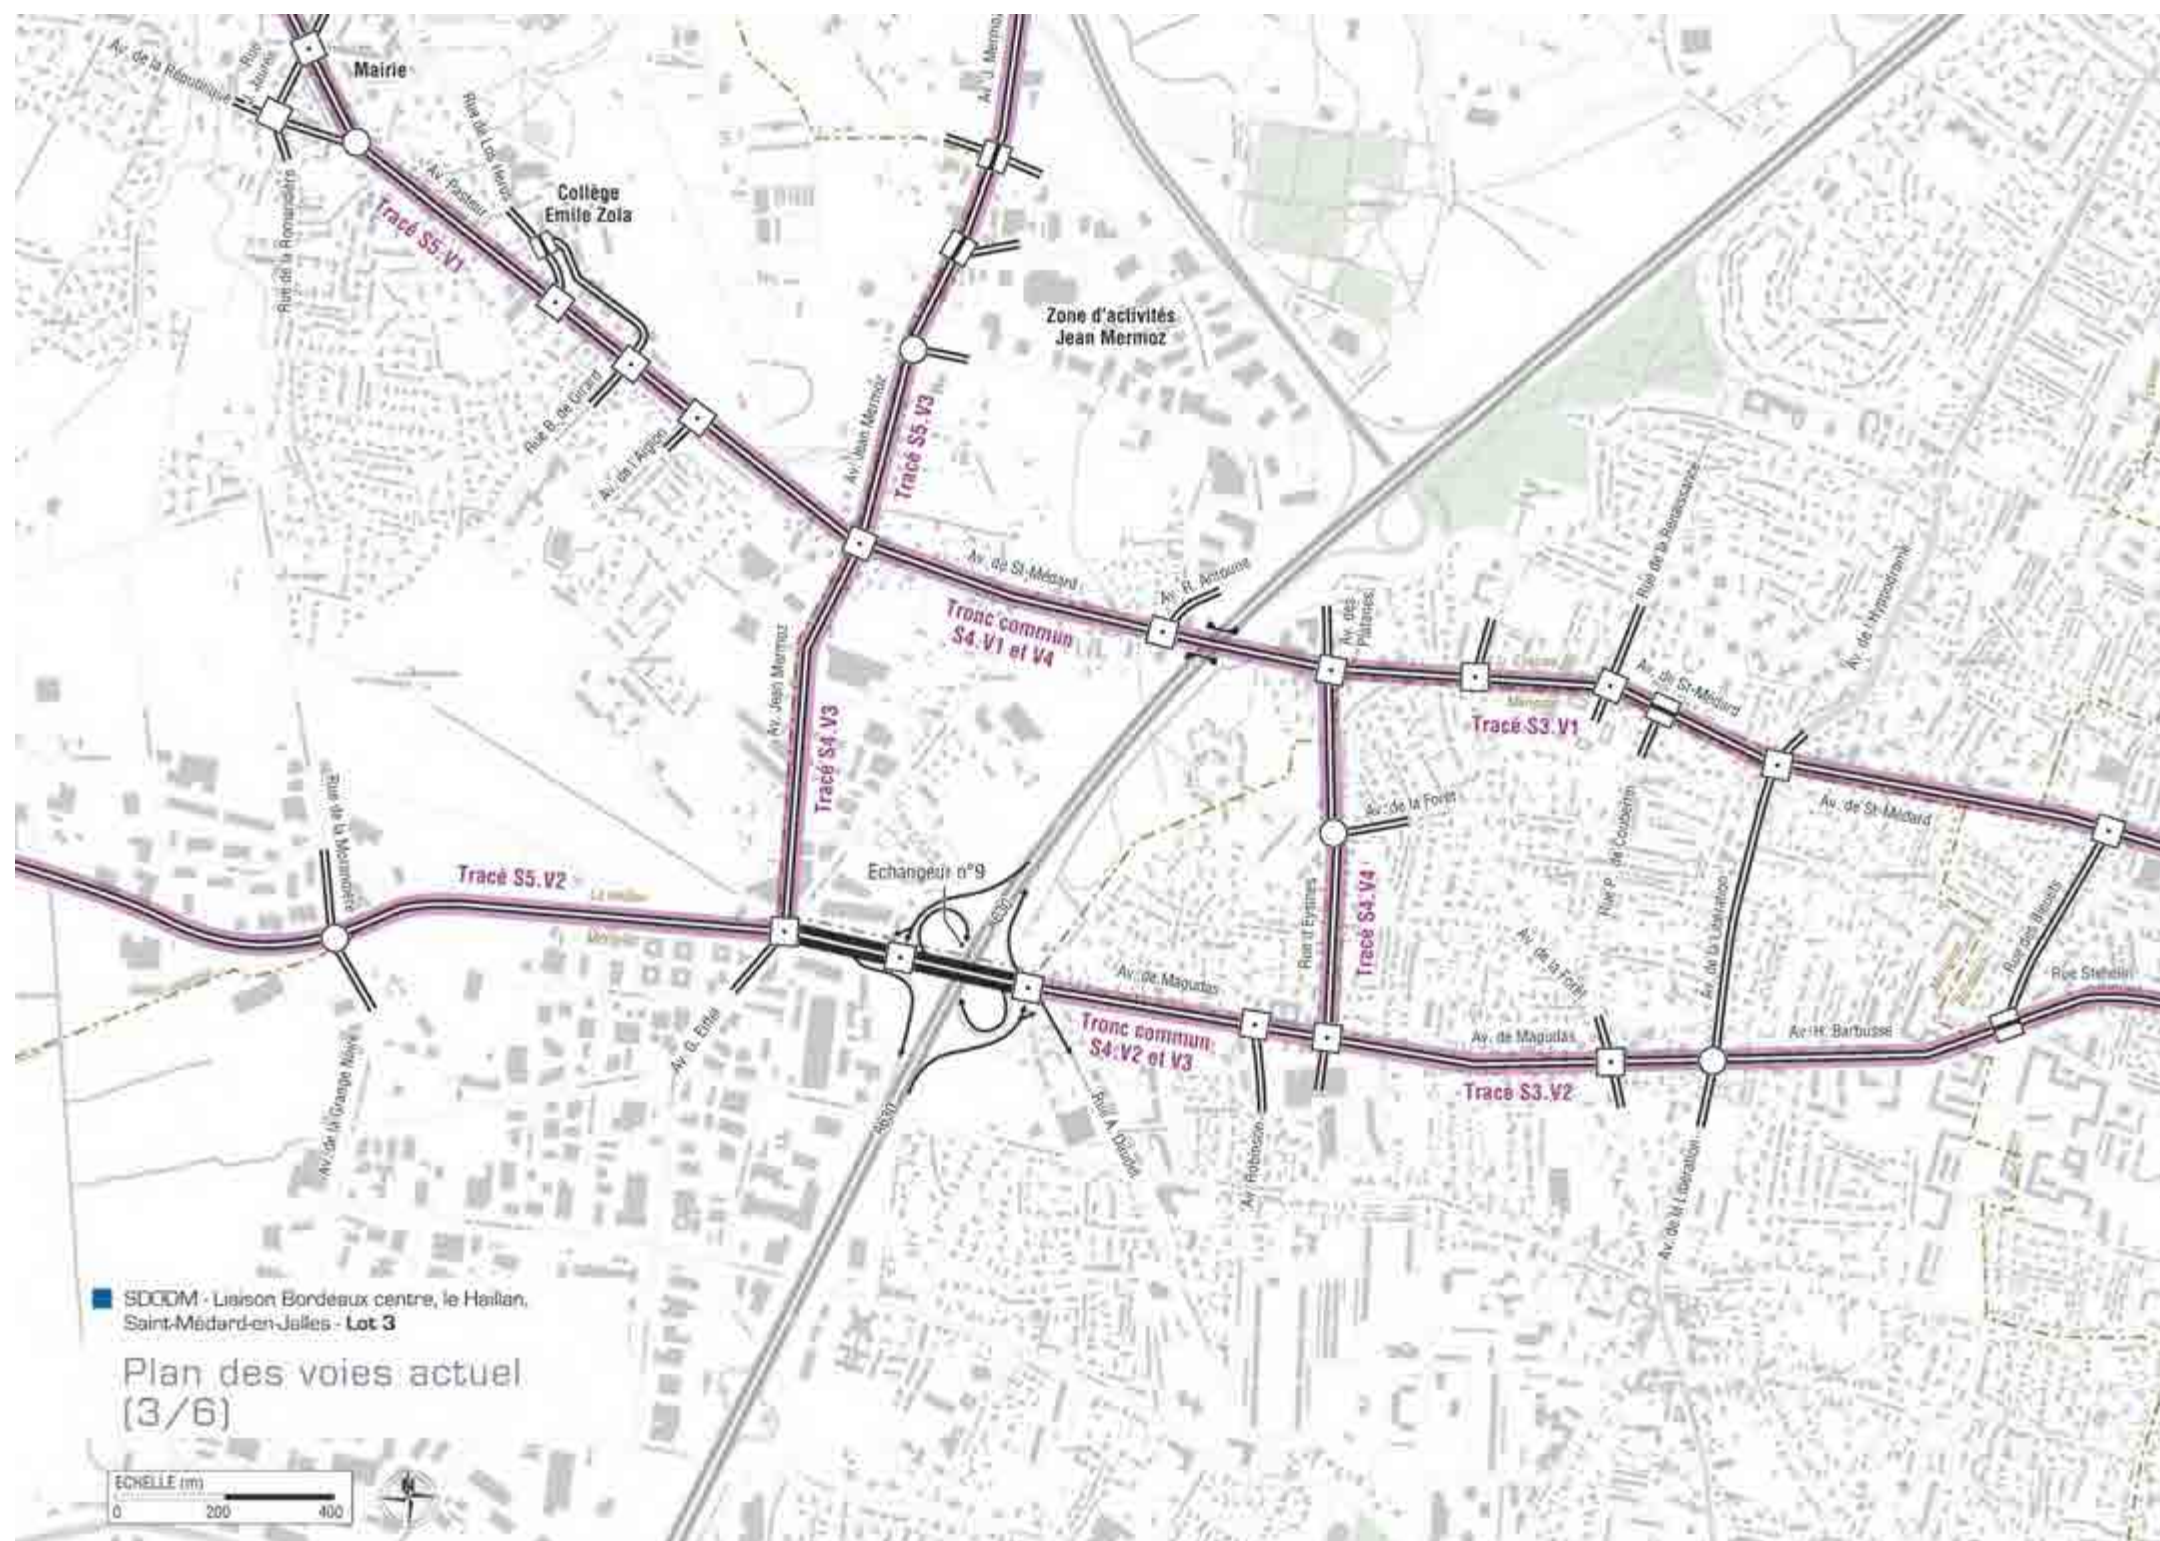 Av. de la République
Rue
J. Jaurès
Mairie
Rue de Los Heros
Av. J. Mermoz
Av. Pasteur
Collège
Emile Zola
Tracé S5.V1
Rue de la Romandière
Zone d'activités
Jean Mermoz
Rue B. de Girard
Av. de l'Aiglon
Av. Jean Mermoz
Tracé S5.V3
Av. de St-Médard
Av. R. Antoune
Tronc commun
S4.V1 et V4
Av. des
Platanes
Rue de la Renaissance
Av. de l'Hyppodrame
Av. de St-Médard
Tracé S3.V1
Av. Jean Mermoz
Tracé S4.V3
Av. de la Forêt
Av. de St-Médard
Rue P. de Coubertin
Rue de la Morandière
Tracé S5.V2
Echangeur n°9
Rue d'Eysines
Tracé S4.V4
Av. de la Libération
Rue des Bleuets
Rue Stehelin
Av. de la Forêt
Av. de Magudas
Av. G. Eiffel
Tronc commun
S4.V2 et V3
Av. de Magudas
Av. H. Barbusse
Tracé S3.V2
Av. de la Grange Noire
A630
Rue A. Daudet
Av. Robinson
Av. de la Libération
Liaison Bordeaux centre, le Haillan,
Saint-Médard-en-Jalles - Lot 3
Plan des voies actuel
(3/6)
ECHELLE (m)
0 200 400
N